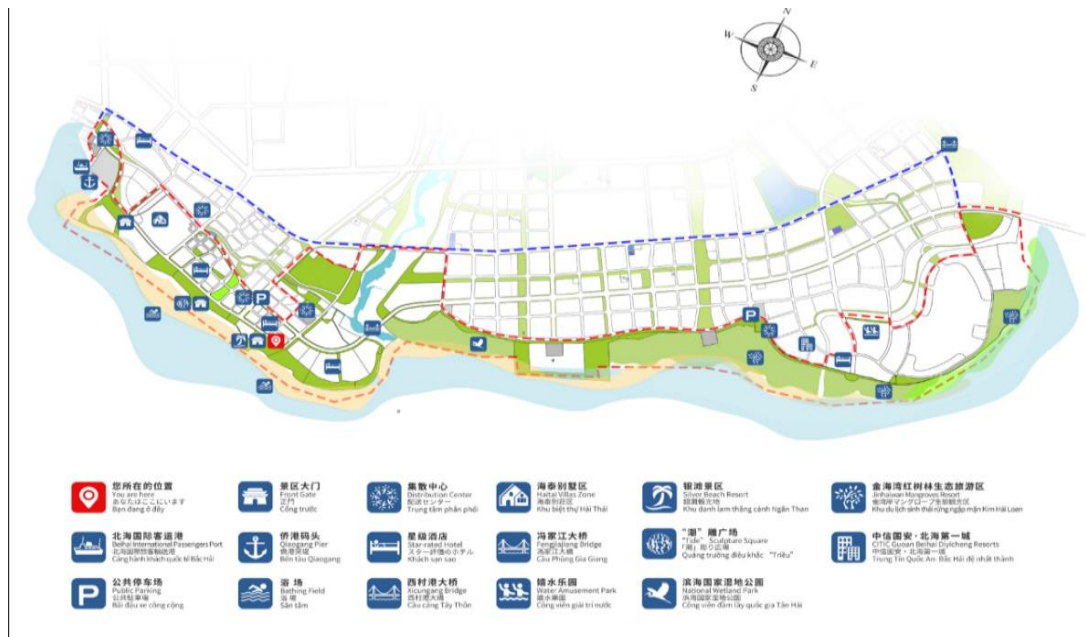 N
W
E
S
您所在的位置
You are here
あなたはここにいます
Bạn đang ở đây
景区大门
Front Gate
正門
Cổng trước
集散中心
Distribution Center
配送センター
Trung tâm phân phối
海泰别墅区
Haitai Villas Zone
海泰别荘区
Khu biệt thự Hải Thái
银滩景区
Silver Beach Resort
銀灘観光地
Khu danh lam thắng cảnh Ngân Than
金海湾红树林生态旅游区
Jinhaiwan Mangroves Resort
金海岸マングローブ生態観光区
Khu du lịch sinh thái rừng ngập mặn Kim Hải Loan
北海国际客运港
Beihai International Passengers Port
北海国際旅客輸送港
Cảng hành khách quốc tế Bắc Hải
侨港码头
Qiaogang Pier
僑港埠頭
Bến tàu Qiaogang
星级酒店
Star-rated Hotel
スター評価のホテル
Khách sạn sao
冯家江大桥
Fengjiajiang Bridge
馮家江大橋
Cầu Phùng Gia Giang
“潮”雕广场
"Tide" Sculpture Square
「潮」彫り広場
Quảng trường điêu khắc "Triều"
中信国安·北海第一城
CITIC Guoan Beihai Diyicheng Resorts
中信国安·北海第一城
Trung Tín Quốc An· Bắc Hải đệ nhất thành
P
公共停车场
Public Parking
公共駐車場
Bãi đậu xe công cộng
浴 场
Bathing Field
浴 場
Sân tắm
西村港大桥
Xicungang Bridge
西村港大橋
Cầu cảng Tây Thôn
嬉水乐园
Water Amusement Park
嬉水楽園
Công viên giải trí nước
滨海国家湿地公园
National Wetland Park
浜海国家湿地公園
Công viên đầm lầy quốc gia Tân Hải